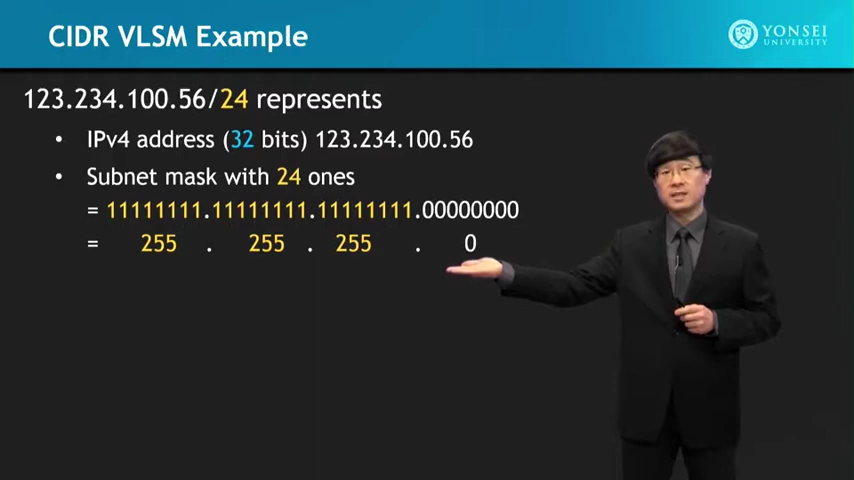 CIDR VLSM Example
YONSEI
UNIVERSITY
123.234.100.56/24 represents
• IPv4 address (32 bits) 123.234.100.56
• Subnet mask with 24 ones
= 11111111.11111111.11111111.00000000
= 255 . 255 . 255 . 0